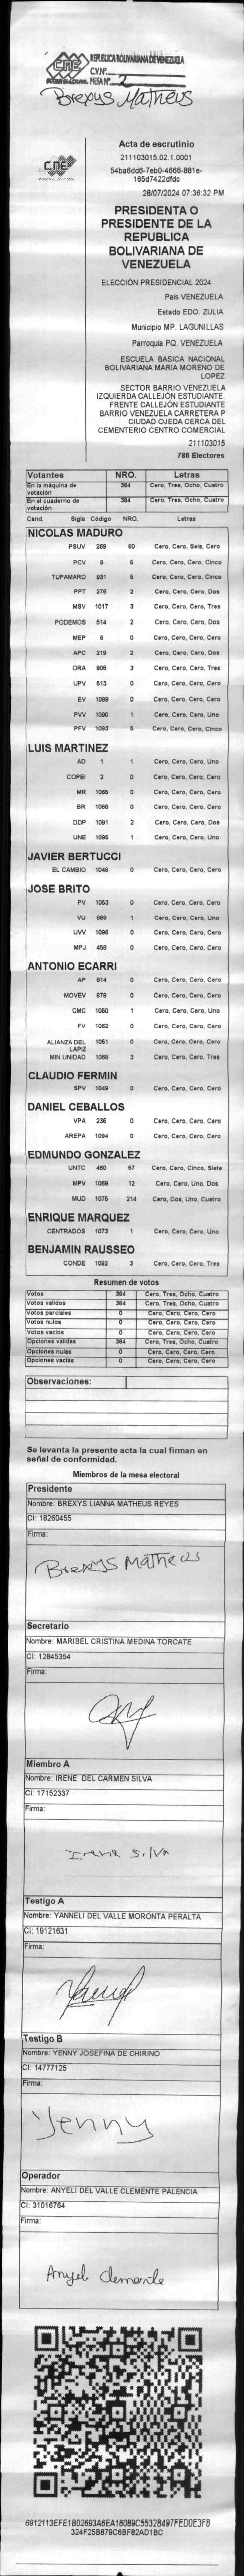 REPUBLICA BOLIVARIANA DE VENEZUELA
C.V.Nº.
MESA Nº. 2
Brexys Matheus
CNE
Acta de escrutinio
211103015.02.1.0001
54ba6dd6-7eb0-4666-881e-
165d7422dfdc
28/07/2024 07:36:32 PM
PRESIDENTA O
PRESIDENTE DE LA
REPUBLICA
BOLIVARIANA DE
VENEZUELA
ELECCIÓN PRESIDENCIAL 2024
Pais VENEZUELA
Estado EDO. ZULIA
Municipio MP. LAGUNILLAS
Parroquia PQ. VENEZUELA
ESCUELA BASICA NACIONAL
BOLIVARIANA MARIA MORENO DE
LOPEZ
SECTOR BARRIO VENEZUELA
IZQUIERDA CALLEJÓN ESTUDIANTE.
FRENTE CALLEJÓN ESTUDIANTE
BARRIO VENEZUELA CARRETERA P
CIUDAD OJEDA CERCA DEL
CEMENTERIO CENTRO COMERCIAL
211103015
786 Electores
Votantes NRO. Letras
En la máquina de votación 384 Cero, Tres, Ocho, Cuatro
En el cuaderno de votación 384 Cero, Tres, Ocho, Cuatro
Cand. Sigla Código NRO. Letras
NICOLAS MADURO
PSUV 269 60 Cero, Cero, Seis, Cero
PCV 9 5 Cero, Cero, Cero, Cinco
TUPAMARO 931 5 Cero, Cero, Cero, Cinco
PPT 276 2 Cero, Cero, Cero, Dos
MSV 1017 3 Cero, Cero, Cero, Tres
PODEMOS 514 2 Cero, Cero, Cero, Dos
MEP 5 0 Cero, Cero, Cero, Cero
APC 219 2 Cero, Cero, Cero, Dos
ORA 906 3 Cero, Cero, Cero, Tres
UPV 513 0 Cero, Cero, Cero, Cero
EV 1089 0 Cero, Cero, Cero, Cero
PVV 1090 1 Cero, Cero, Cero, Uno
PFV 1093 5 Cero, Cero, Cero, Cinco
LUIS MARTINEZ
AD 1 1 Cero, Cero, Cero, Uno
COPEI 2 0 Cero, Cero, Cero, Cero
MR 1065 0 Cero, Cero, Cero, Cero
BR 1066 0 Cero, Cero, Cero, Cero
DDP 1091 2 Cero, Cero, Cero, Dos
UNE 1095 1 Cero, Cero, Cero, Uno
JAVIER BERTUCCI
EL CAMBIO 1048 0 Cero, Cero, Cero, Cero
JOSE BRITO
PV 1053 0 Cero, Cero, Cero, Cero
VU 989 1 Cero, Cero, Cero, Uno
UVV 1096 0 Cero, Cero, Cero, Cero
MPJ 458 0 Cero, Cero, Cero, Cero
ANTONIO ECARRI
AP 814 0 Cero, Cero, Cero, Cero
MOVEV 878 0 Cero, Cero, Cero, Cero
CMC 1050 1 Cero, Cero, Cero, Uno
FV 1062 0 Cero, Cero, Cero, Cero
ALIANZA DEL LAPIZ 1051 0 Cero, Cero, Cero, Cero
MIN UNIDAD 1068 3 Cero, Cero, Cero, Tres
CLAUDIO FERMIN
SPV 1049 0 Cero, Cero, Cero, Cero
DANIEL CEBALLOS
VPA 236 0 Cero, Cero, Cero, Cero
AREPA 1094 0 Cero, Cero, Cero, Cero
EDMUNDO GONZALEZ
UNTC 460 57 Cero, Cero, Cinco, Siete
MPV 1069 12 Cero, Cero, Uno, Dos
MUD 1075 214 Cero, Dos, Uno, Cuatro
ENRIQUE MARQUEZ
CENTRADOS 1073 1 Cero, Cero, Cero, Uno
BENJAMIN RAUSSEO
CONDE 1092 3 Cero, Cero, Cero, Tres
Resumen de votos
Votos 384 Cero, Tres, Ocho, Cuatro
Votos validos 384 Cero, Tres, Ocho, Cuatro
Votos parciales 0 Cero, Cero, Cero, Cero
Votos nulos 0 Cero, Cero, Cero, Cero
Votos vacios 0 Cero, Cero, Cero, Cero
Opciones validas 384 Cero, Tres, Ocho, Cuatro
Opciones nulas 0 Cero, Cero, Cero, Cero
Opciones vacias 0 Cero, Cero, Cero, Cero
Observaciones:
Se levanta la presente acta la cual firman en
señal de conformidad.
Miembros de la mesa electoral
Presidente
Nombre: BREXYS LIANNA MATHEUS REYES
CI: 18260455
Firma:
Brexys Matheus
Secretario
Nombre: MARIBEL CRISTINA MEDINA TORCATE
CI: 12845354
Firma:
Miembro A
Nombre: IRENE DEL CARMEN SILVA
CI: 17152337
Firma:
Irene Silva
Testigo A
Nombre: YANNELI DEL VALLE MORONTA PERALTA
CI: 19121631
Firma:
Testigo B
Nombre: YENNY JOSEFINA DE CHIRINO
CI: 14777125
Firma:
Yenny
Operador
Nombre: ANYELI DEL VALLE CLEMENTE PALENCIA
CI: 31016764
Firma:
Anyeli Clemente